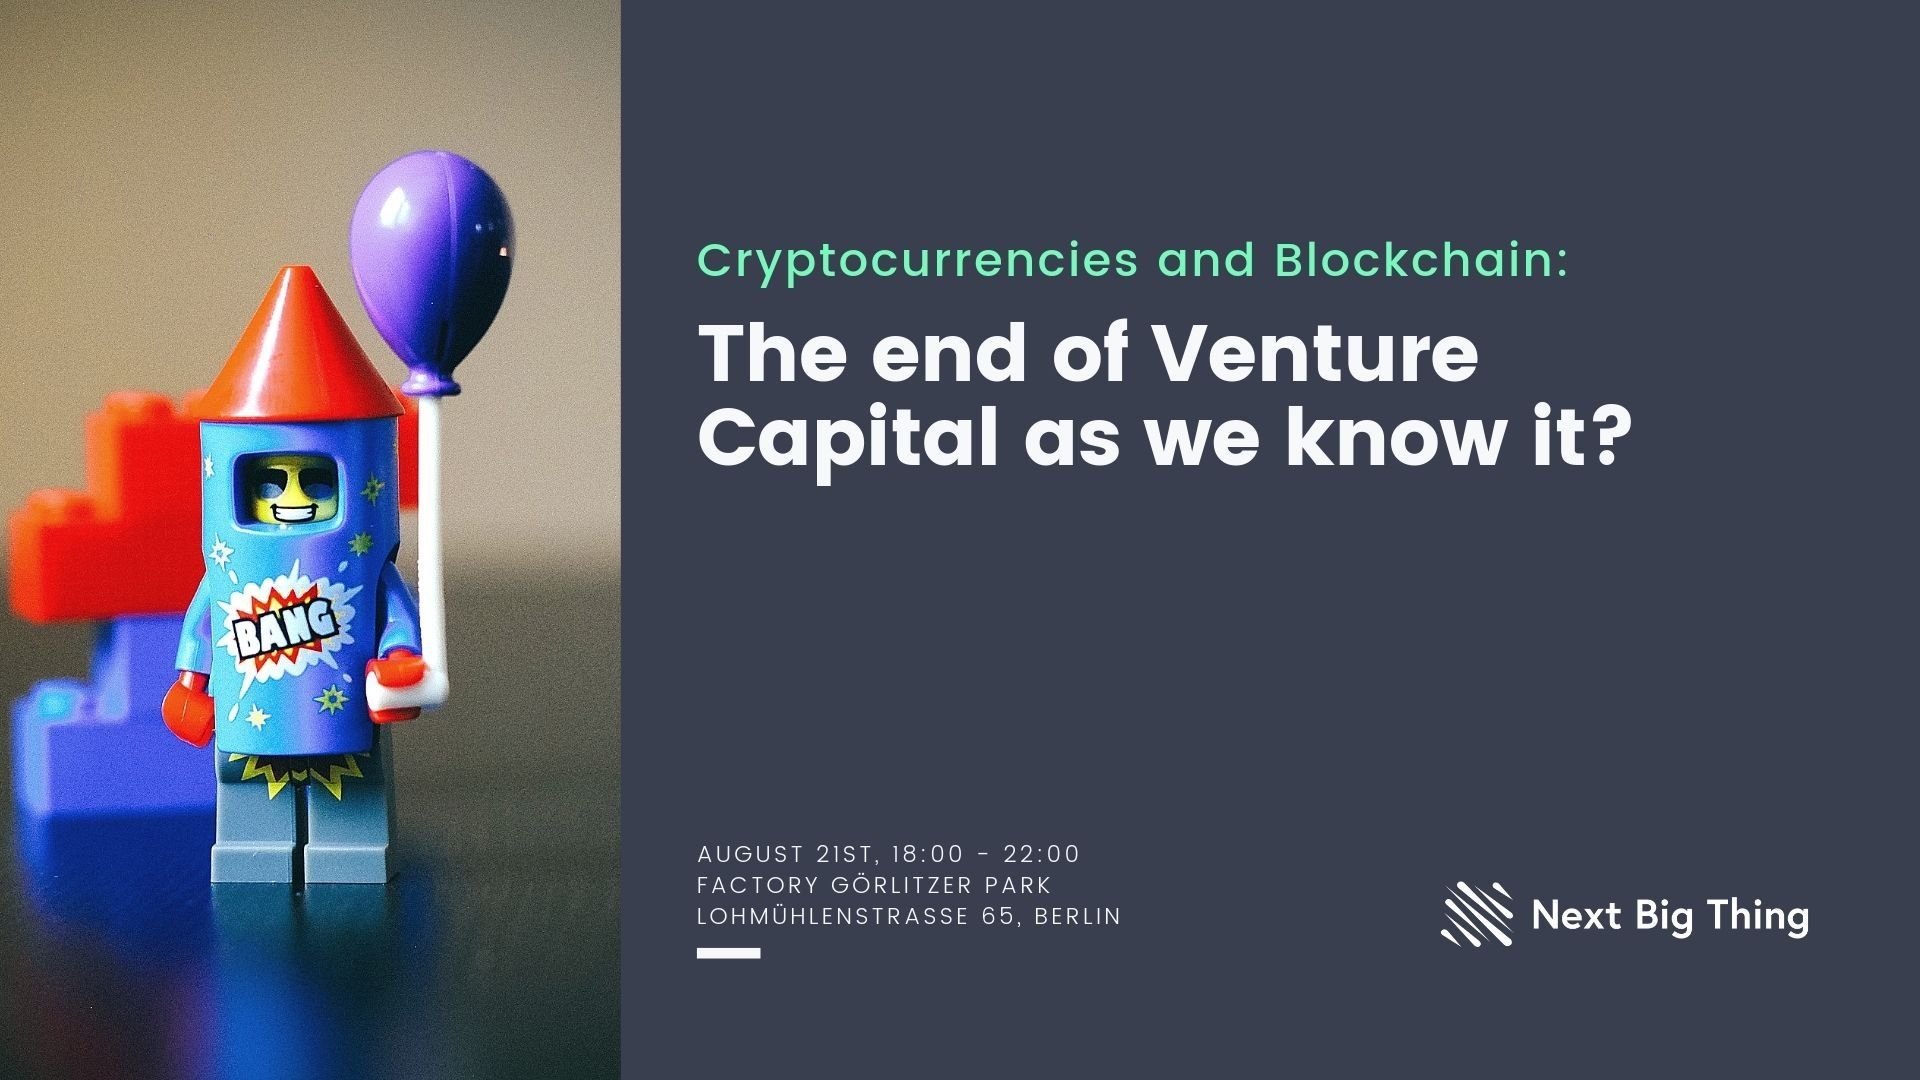 BANG
Cryptocurrencies and Blockchain:
The end of Venture
Capital as we know it?
AUGUST 21ST, 18:00 - 22:00
FACTORY GÖRLITZER PARK
LOHMÜHLENSTRASSE 65, BERLIN
Next Big Thing